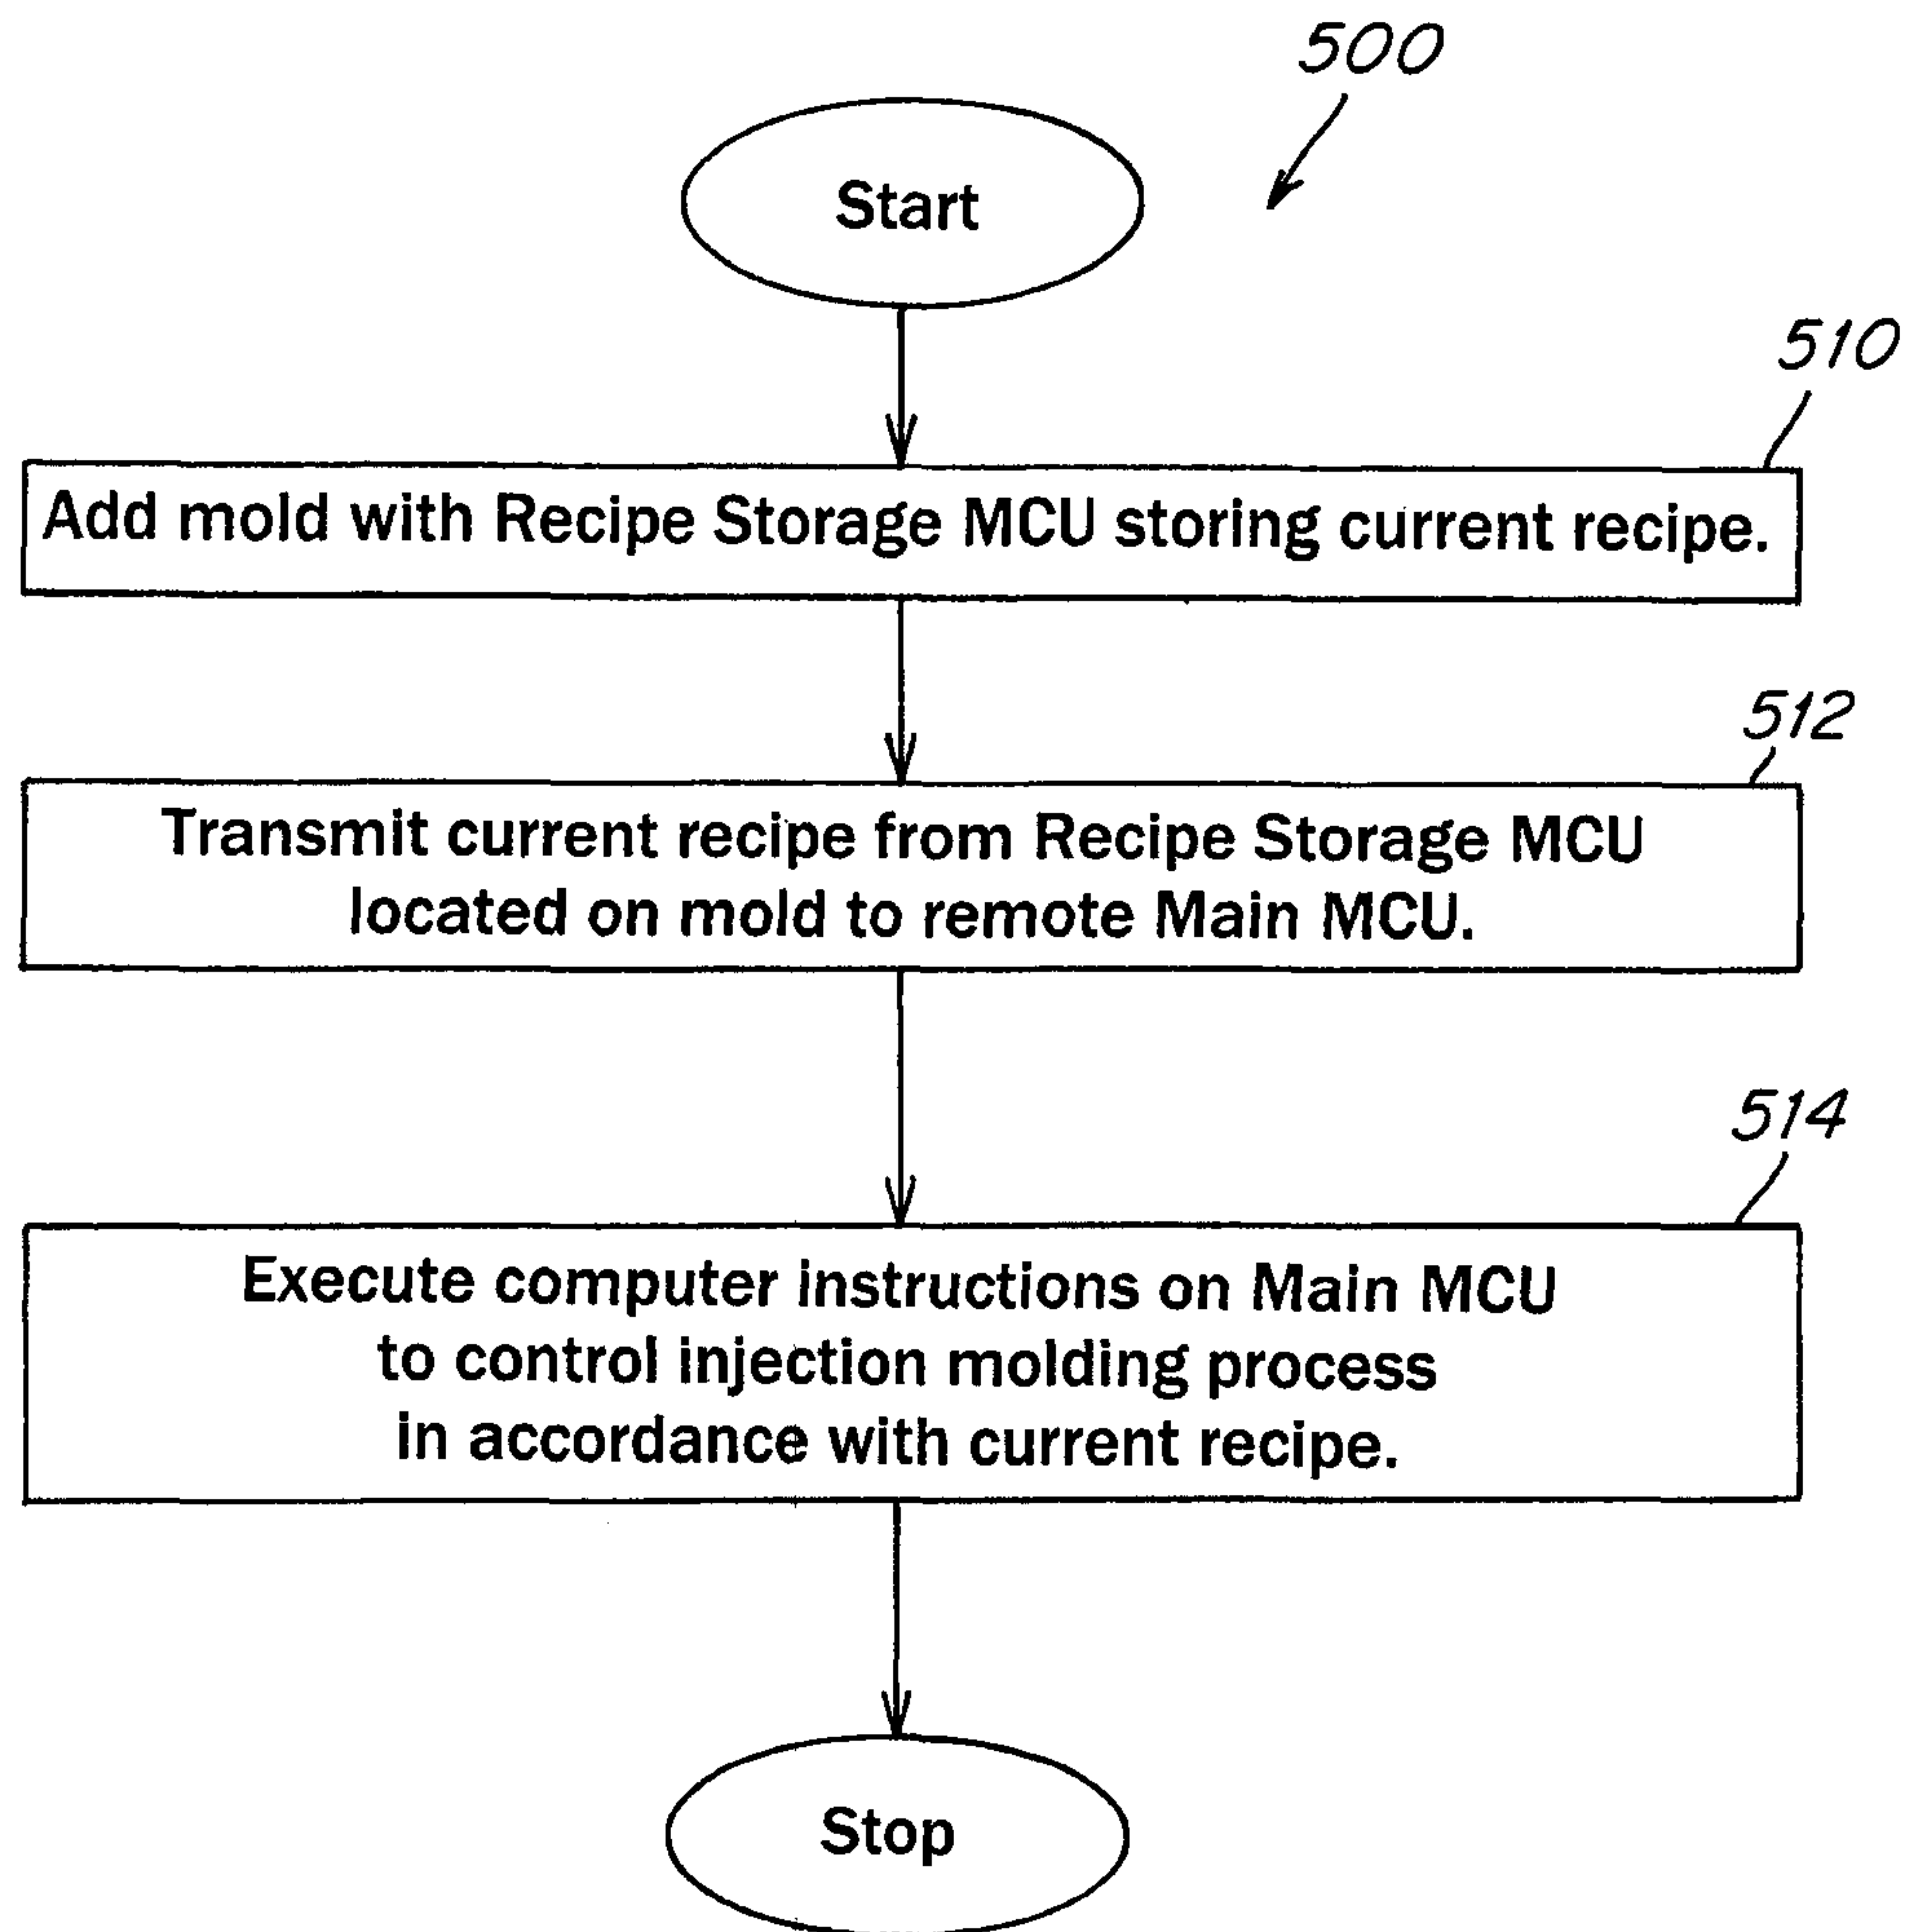 500
Start
510
Add mold with Recipe Storage MCU storing current recipe.
512
Transmit current recipe from Recipe Storage MCU
located on mold to remote Main MCU.
514
Execute computer instructions on Main MCU
to control injection molding process
in accordance with current recipe.
Stop